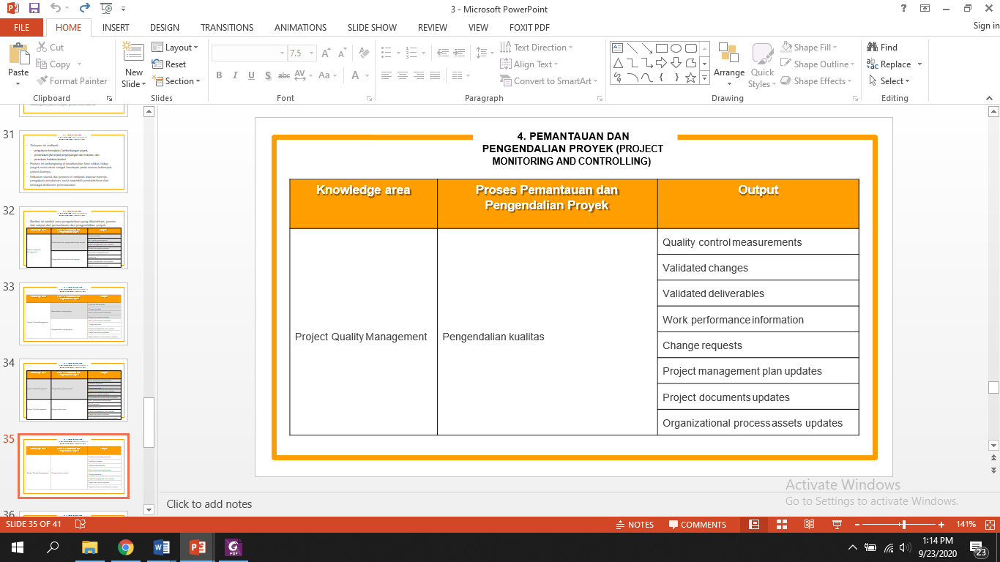 3 - Microsoft PowerPoint
Sign in
FILE HOME INSERT DESIGN TRANSITIONS ANIMATIONS SLIDE SHOW REVIEW VIEW FOXIT PDF
Paste
Cut
Copy
Format Painter
Clipboard
New Slide
Layout
Reset
Section
Slides
7.5
Font
Text Direction
Align Text
Convert to SmartArt
Paragraph
Arrange
Quick Styles
Shape Fill
Shape Outline
Shape Effects
Drawing
Find
Replace
Select
Editing
31
32
33
34
35
36
4. PEMANTAUAN DAN
PENGENDALIAN PROYEK (PROJECT
MONITORING AND CONTROLLING)
Knowledge area
Proses Pemantauan dan
Pengendalian Proyek
Output
Project Quality Management
Pengendalian kualitas
Quality control measurements
Validated changes
Validated deliverables
Work performance information
Change requests
Project management plan updates
Project documents updates
Organizational process assets updates
Activate Windows
Go to Settings to activate Windows.
Click to add notes
SLIDE 35 OF 41
NOTES
COMMENTS
141%
1:14 PM
9/23/2020
23